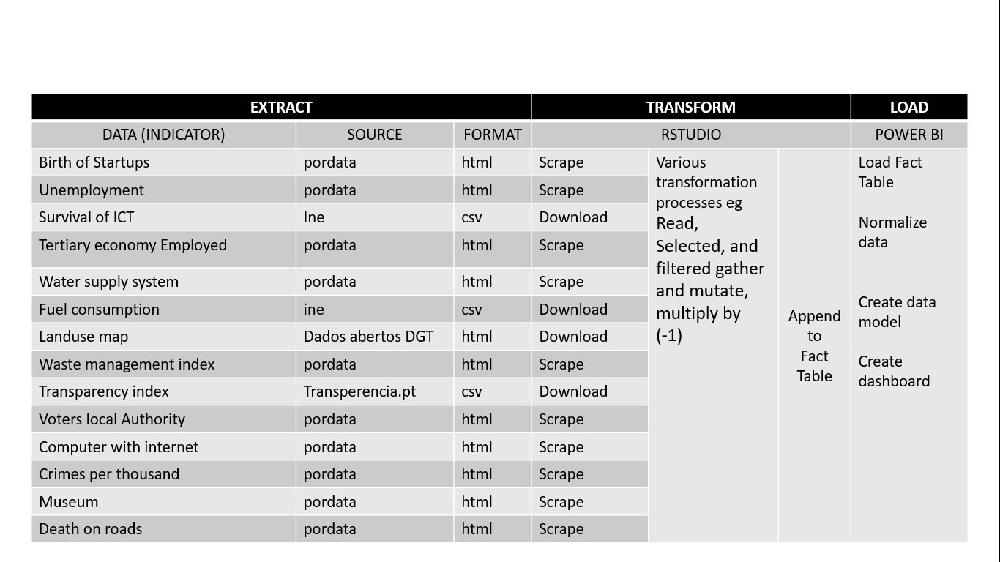 EXTRACT TRANSFORM LOAD
DATA (INDICATOR) SOURCE FORMAT RSTUDIO POWER BI
Birth of Startups pordata html Scrape
Unemployment pordata html Scrape
Survival of ICT Ine csv Download
Tertiary economy Employed pordata html Scrape
Water supply system pordata html Scrape
Fuel consumption ine csv Download
Landuse map Dados abertos DGT html Download
Waste management index pordata html Scrape
Transparency index Transperencia.pt csv Download
Voters local Authority pordata html Scrape
Computer with internet pordata html Scrape
Crimes per thousand pordata html Scrape
Museum pordata html Scrape
Death on roads pordata html Scrape
Various
transformation
processes eg
Read,
Selected, and
filtered gather
and mutate,
multiply by
(-1)
Append
to
Fact
Table
Load Fact
Table
Normalize
data
Create data
model
Create
dashboard